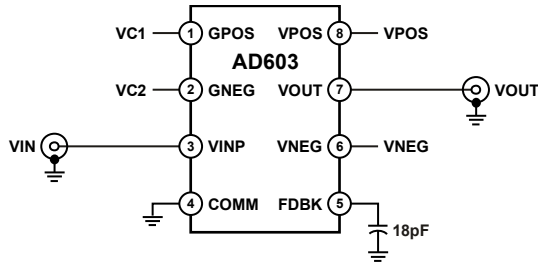 VC1 1 GPOS VPOS 8 VPOS
AD603
VC2 2 GNEG VOUT 7 VOUT
VIN 3 VINP VNEG 6 VNEG
4 COMM FDBK 5
18pF